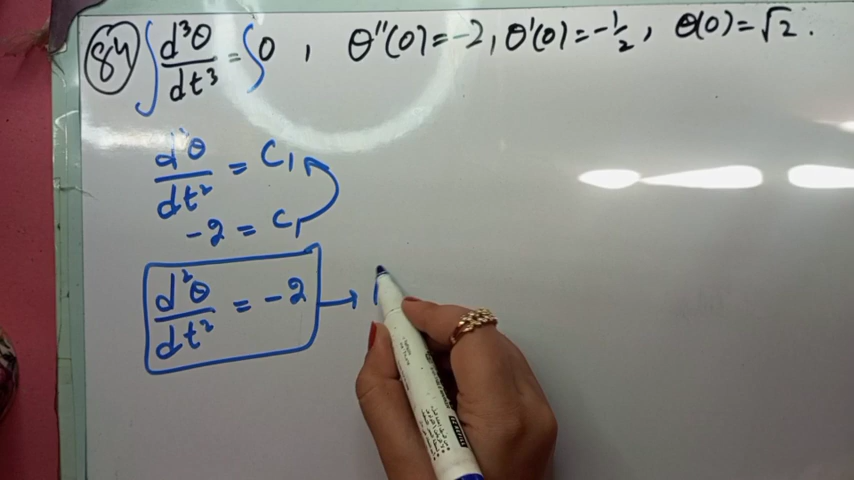 84 ∫ d³θ/dt³ = ∫ 0 , θ''(0) = -2, θ'(0) = -1/2, θ(0) = √2.
d²θ/dt² = C₁
-2 = C₁
d²θ/dt² = -2 →